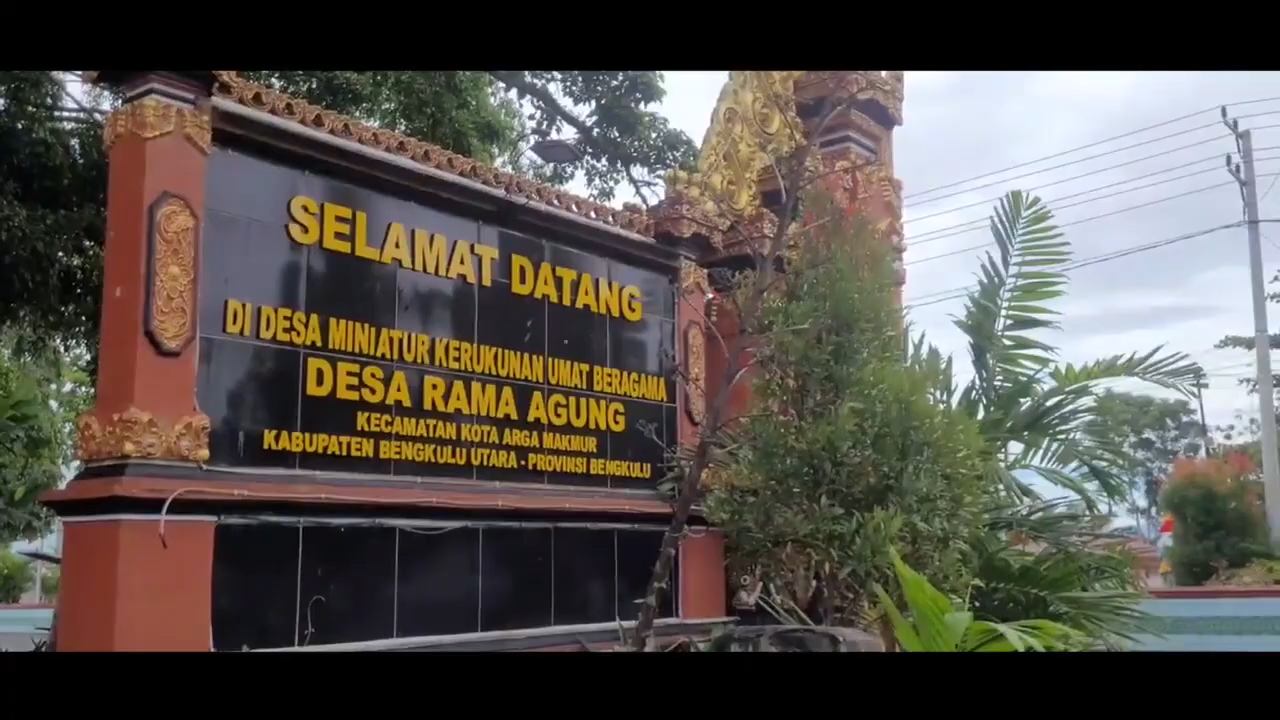 SELAMAT DATANG
DI DESA MINIATUR KERUKUNAN UMAT BERAGAMA
DESA RAMA AGUNG
KECAMATAN KOTA ARGA MAKMUR
KABUPATEN BENGKULU UTARA - PROVINSI BENGKULU